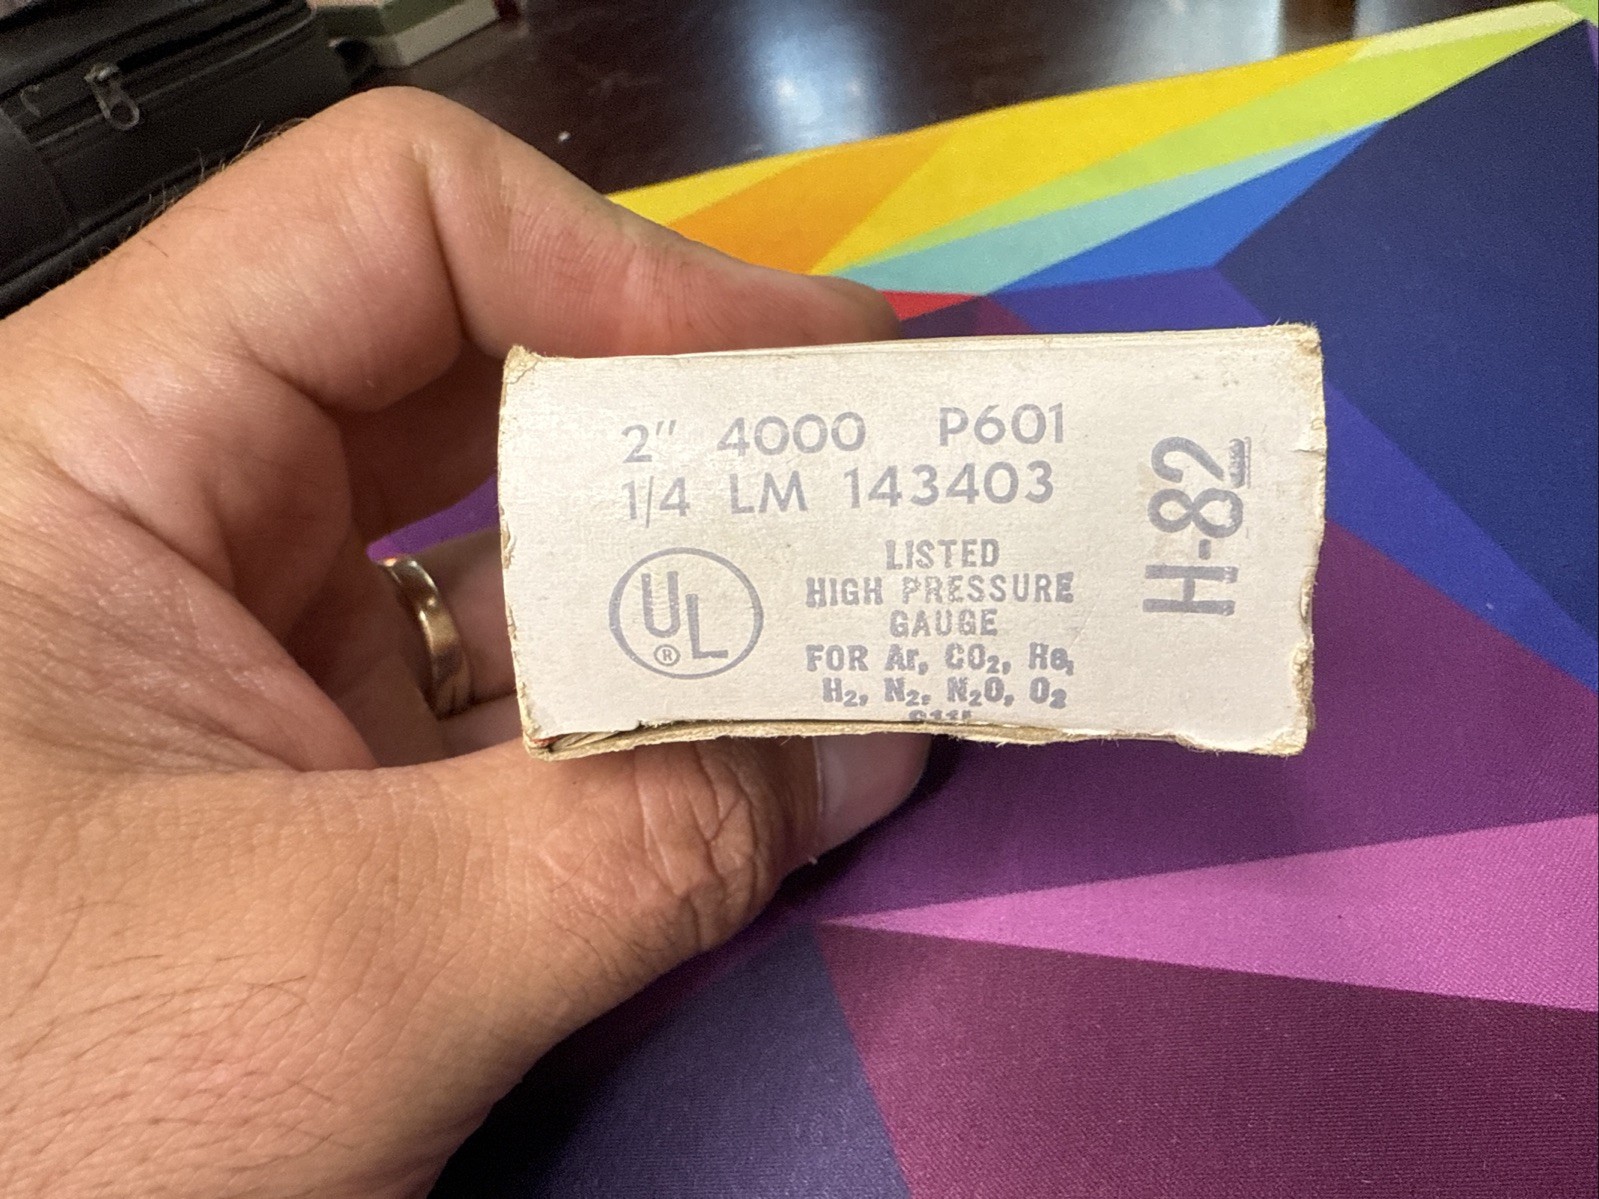 2" 4000 P601
1/4 LM 143403
UL
®
LISTED
HIGH PRESSURE
GAUGE
FOR Ar, CO₂, He,
H₂, N₂, N₂O, O₂
H-82